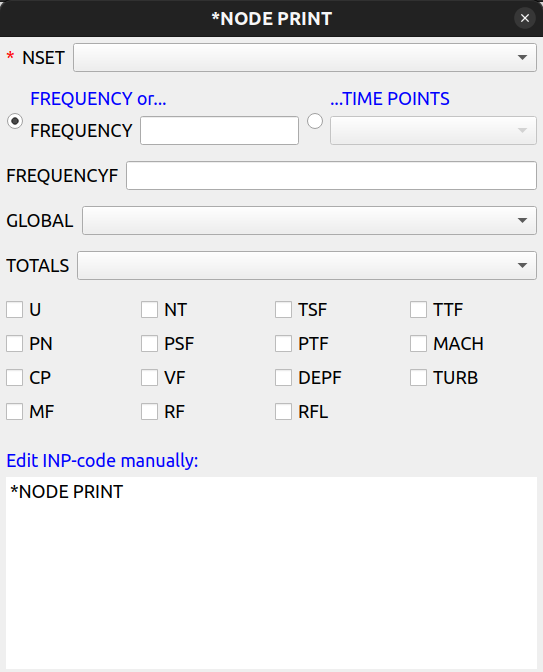 *NODE PRINT
* NSET
FREQUENCY or... ...TIME POINTS
FREQUENCY
FREQUENCYF
GLOBAL
TOTALS
U NT TSF TTF
PN PSF PTF MACH
CP VF DEPF TURB
MF RF RFL
Edit INP-code manually:
*NODE PRINT